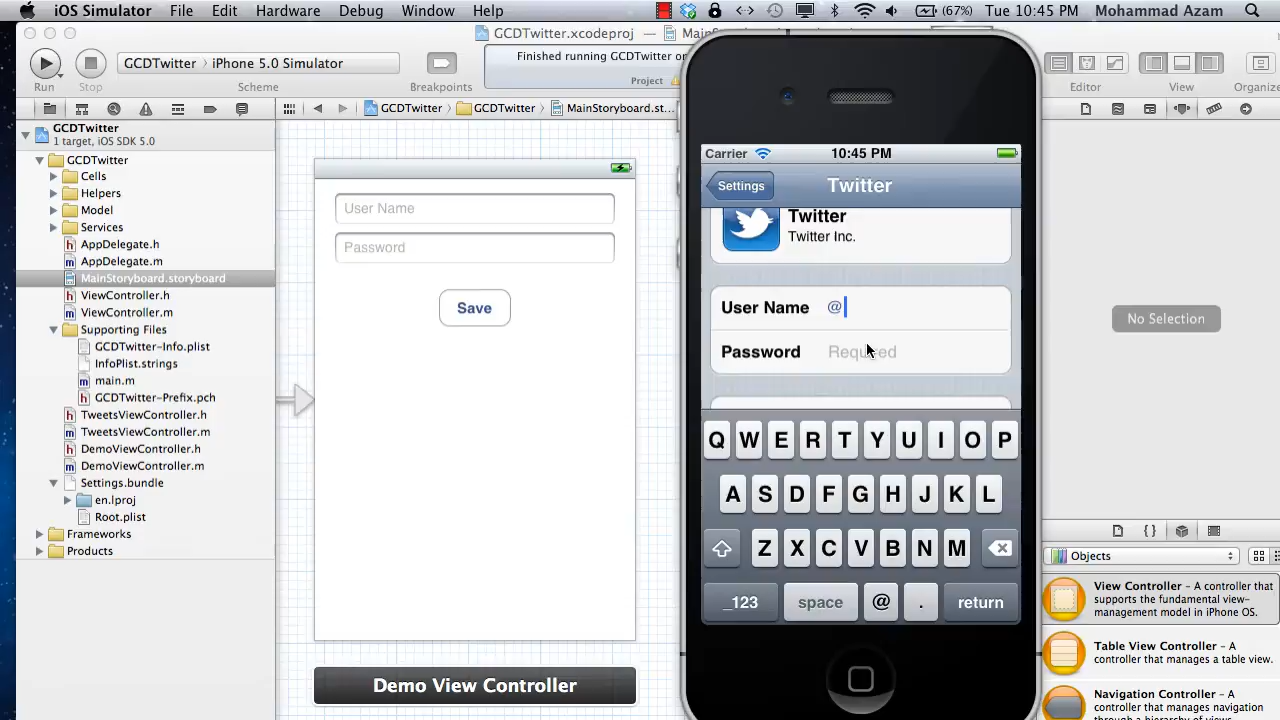 iOS Simulator File Edit Hardware Debug Window Help (67%) Tue 10:45 PM Mohammad Azam
GCDTwitter.xcodeproj —
GCDTwitter iPhone 5.0 Simulator
Finished running GCDTwitter on
Project
Run Stop Scheme Breakpoints Editor View Organize
GCDTwitter GCDTwitter MainStoryboard.st...
GCDTwitter
1 target, iOS SDK 5.0
GCDTwitter
Cells
Helpers
Model
Services
AppDelegate.h
AppDelegate.m
MainStoryboard.storyboard
ViewController.h
ViewController.m
Supporting Files
GCDTwitter-Info.plist
InfoPlist.strings
main.m
GCDTwitter-Prefix.pch
TweetsViewController.h
TweetsViewController.m
DemoViewController.h
DemoViewController.m
Settings.bundle
en.lproj
Root.plist
Frameworks
Products
User Name
Password
Save
Demo View Controller
Carrier 10:45 PM
Settings Twitter
Twitter
Twitter Inc.
User Name @
Password Required
Q W E R T Y U I O P
A S D F G H J K L
Z X C V B N M
_123 space @ . return
No Selection
{ }
Objects
View Controller - A controller that
supports the fundamental view-
management model in iPhone OS.
Table View Controller - A
controller that manages a table view.
Navigation Controller - A
controller that manages navigation